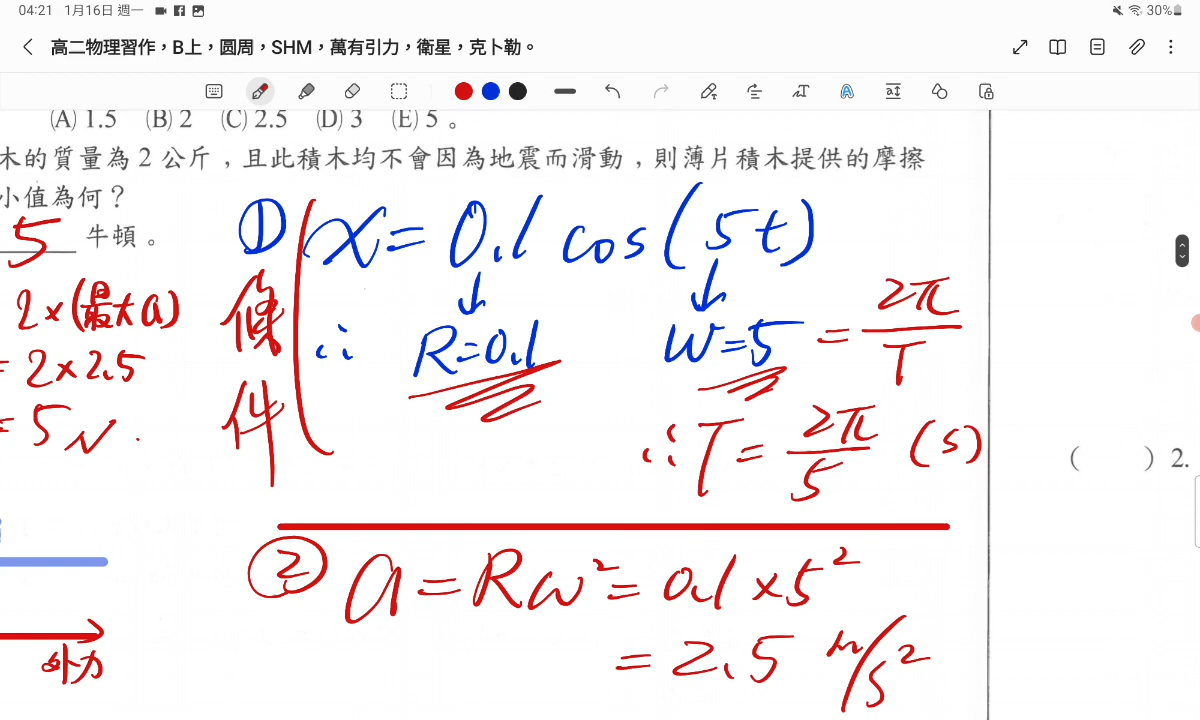 04:21 1月16日 週一 30%
高二物理習作，B上，圓周，SHM，萬有引力，衛星，克卜勒。
(A) 1.5 (B) 2 (C) 2.5 (D) 3 (E) 5 。
木的質量為 2 公斤，且此積木均不會因為地震而滑動，則薄片積木提供的摩擦
小值為何？
5 牛頓。
① x = 0.1 cos(5t)
條件
↓ ↓
∴ R=0.1 W=5 = 2π/T
2×(最大a)
= 2×2.5
= 5N.
∴T = 2π/5 (s)
( ) 2.
② a = Rω² = 0.1×5²
= 2.5 m/s²
外力